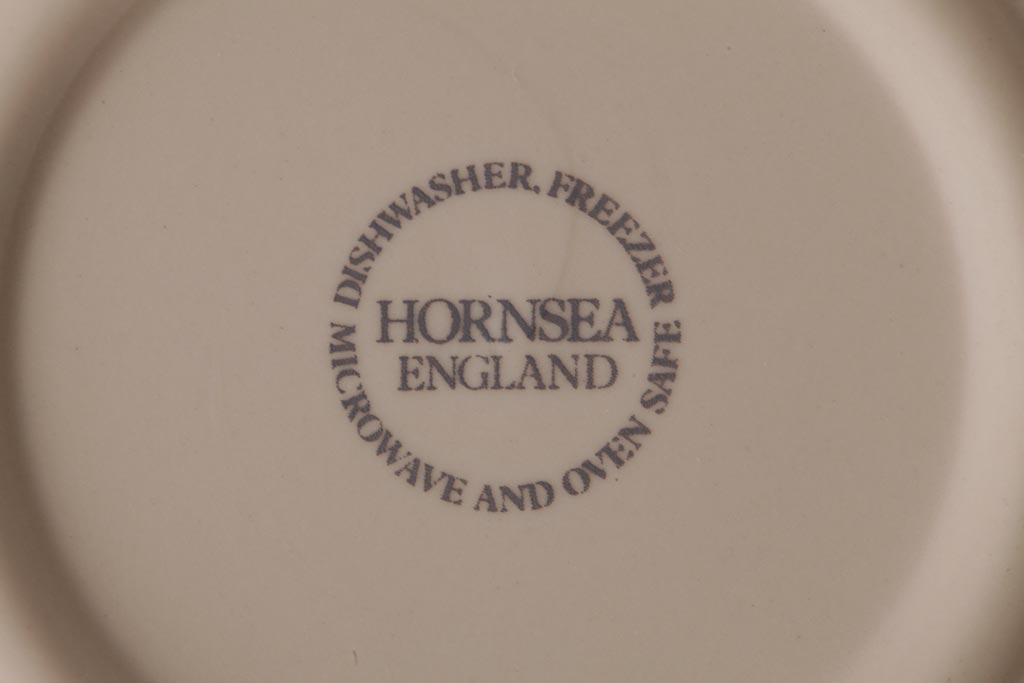 DISHWASHER, FREEZER
MICROWAVE AND OVEN SAFE
HORNSEA
ENGLAND